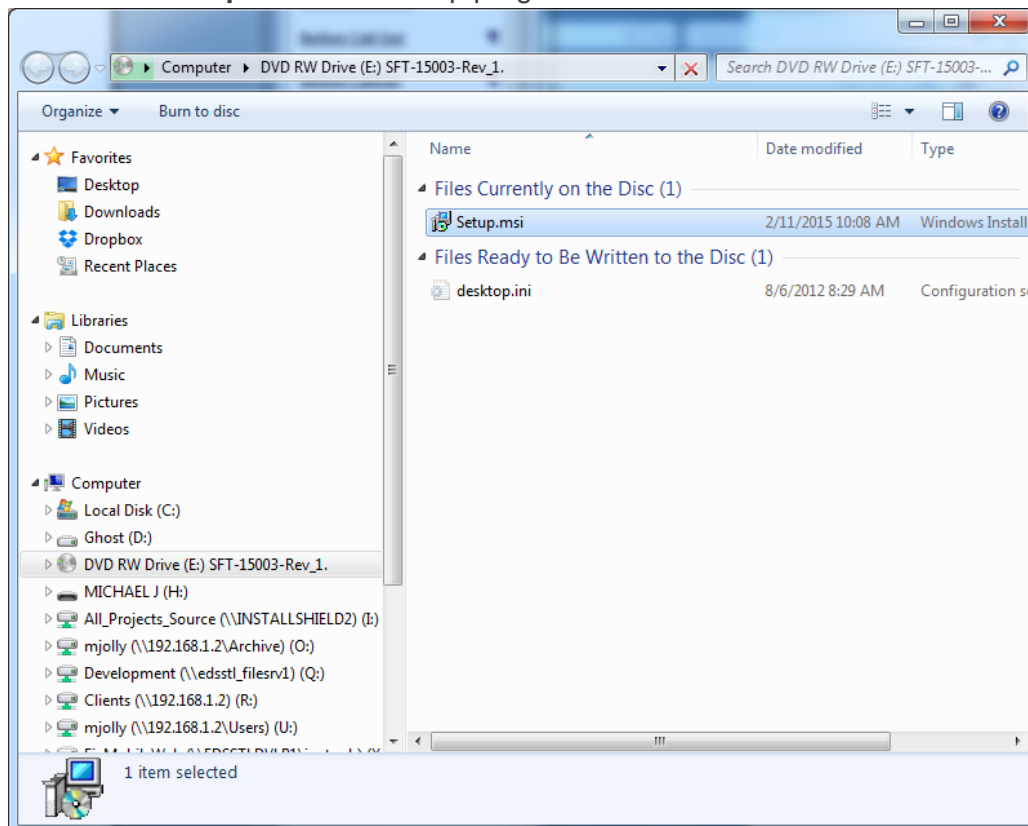 Computer ▸ DVD RW Drive (E:) SFT-15003-Rev_1.
Search DVD RW Drive (E:) SFT-15003-...
Organize Burn to disc
Favorites
Desktop
Downloads
Dropbox
Recent Places
Libraries
Documents
Music
Pictures
Videos
Computer
Local Disk (C:)
Ghost (D:)
DVD RW Drive (E:) SFT-15003-Rev_1.
MICHAEL J (H:)
All_Projects_Source (\\INSTALLSHIELD2) (I:)
mjolly (\\192.168.1.2\Archive) (O:)
Development (\\edsstl_filesrv1) (Q:)
Clients (\\192.168.1.2) (R:)
mjolly (\\192.168.1.2\Users) (U:)
Name Date modified Type
Files Currently on the Disc (1)
Setup.msi 2/11/2015 10:08 AM Windows Install
Files Ready to Be Written to the Disc (1)
desktop.ini 8/6/2012 8:29 AM Configuration s
1 item selected